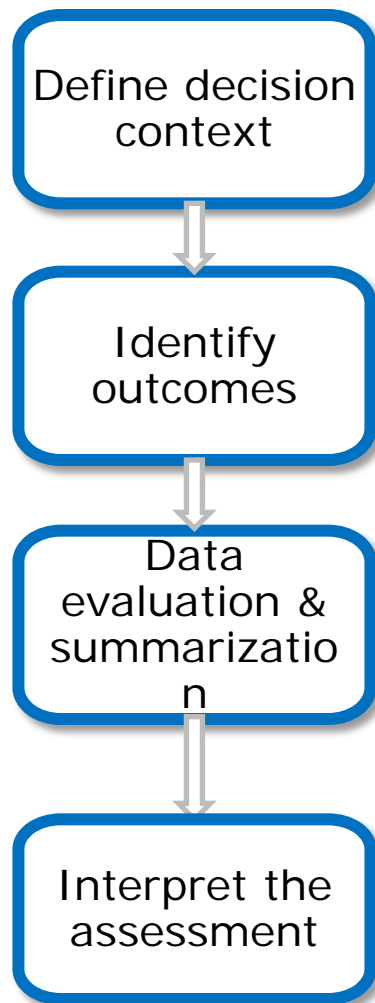 Define decision
context
Identify
outcomes
Data
evaluation &
summarizatio
n
Interpret the
assessment